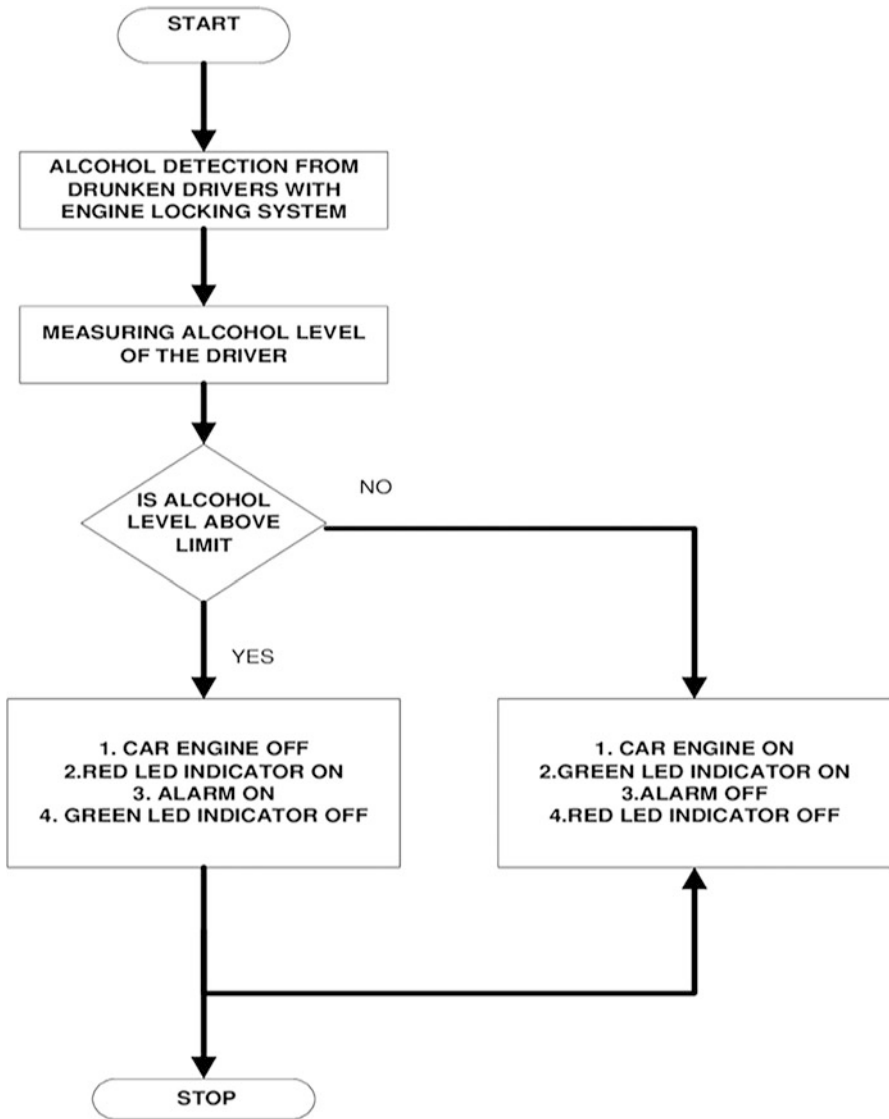 START
ALCOHOL DETECTION FROM
DRUNKEN DRIVERS WITH
ENGINE LOCKING SYSTEM
MEASURING ALCOHOL LEVEL
OF THE DRIVER
IS ALCOHOL
LEVEL ABOVE
LIMIT
NO
YES
1. CAR ENGINE OFF
2.RED LED INDICATOR ON
3. ALARM ON
4. GREEN LED INDICATOR OFF
1. CAR ENGINE ON
2.GREEN LED INDICATOR ON
3.ALARM OFF
4.RED LED INDICATOR OFF
STOP